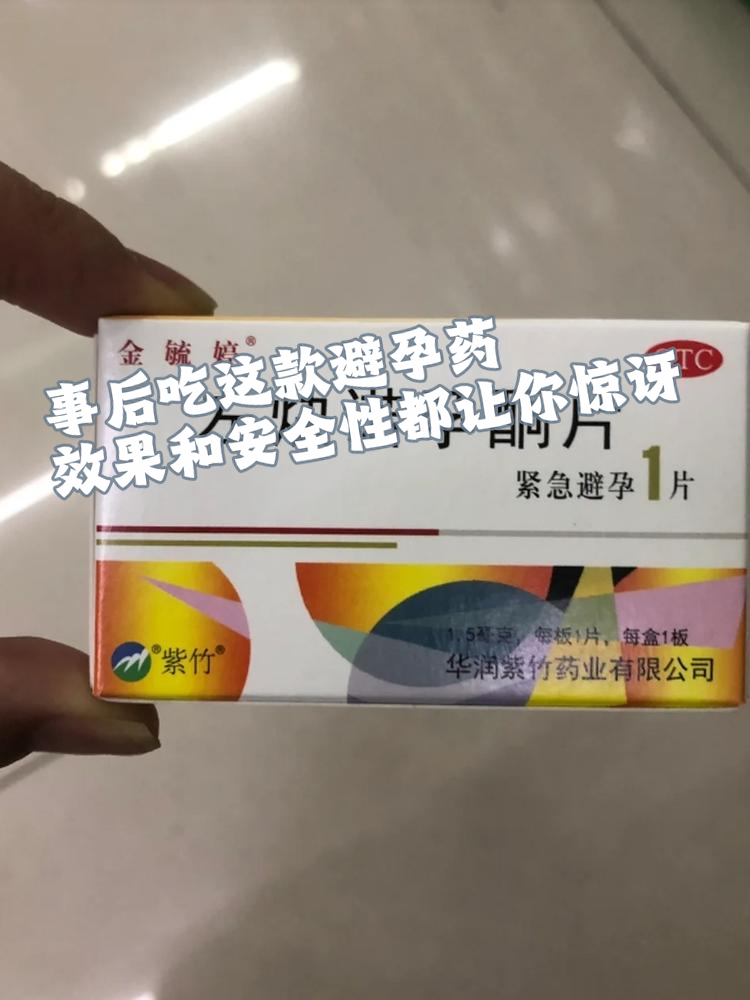 金毓婷®
OTC
事后吃这款避孕药
效果和安全性都让你惊讶
片
紧急避孕1片
1.5毫克，每板1片，每盒1板
®紫竹®
华润紫竹药业有限公司